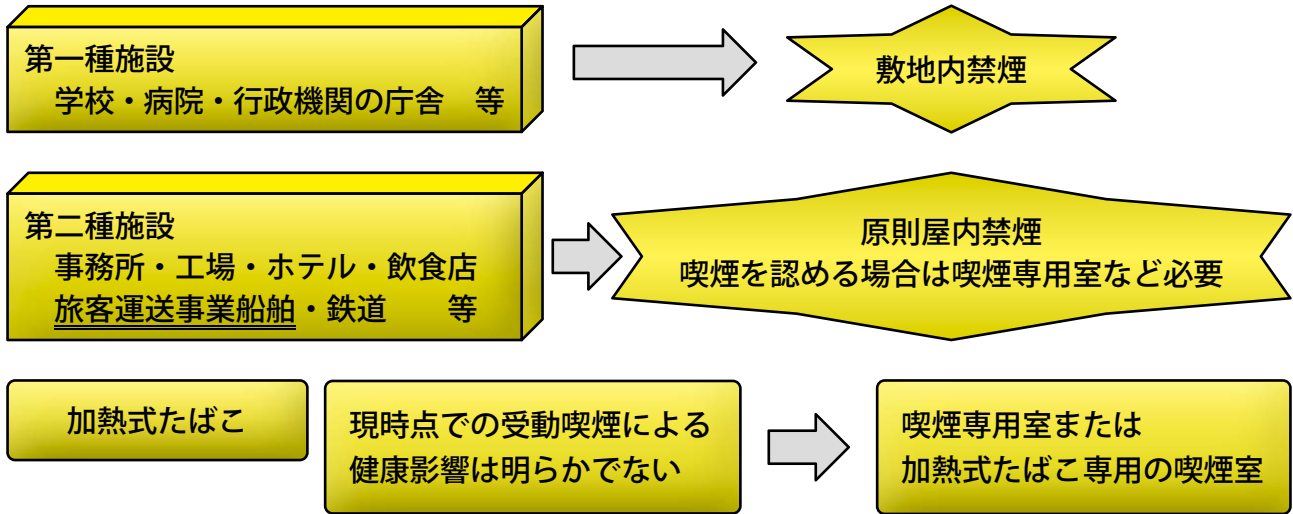 第一種施設
学校・病院・行政機関の庁舎　等
敷地内禁煙
第二種施設
事務所・工場・ホテル・飲食店
旅客運送事業船舶・鉄道　　等
原則屋内禁煙
喫煙を認める場合は喫煙専用室など必要
加熱式たばこ
現時点での受動喫煙による
健康影響は明らかでない
喫煙専用室または
加熱式たばこ専用の喫煙室